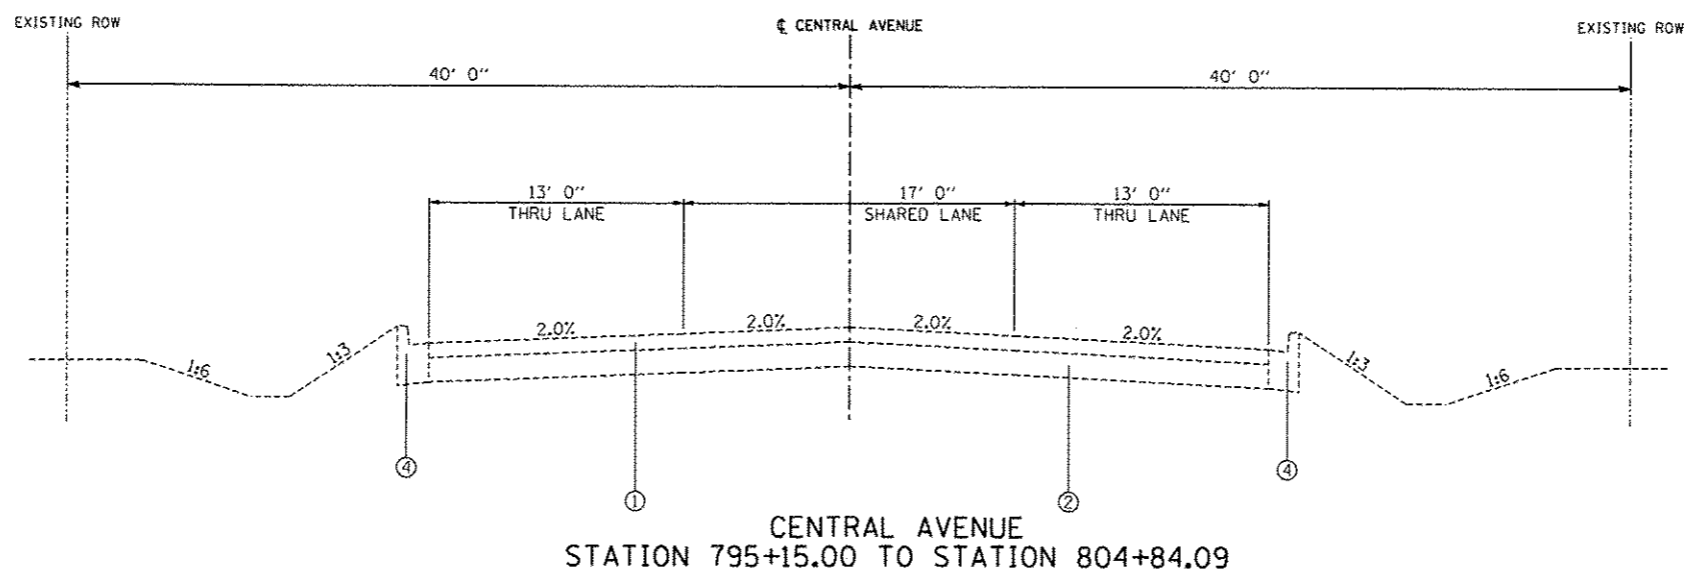 EXISTING ROW
℄ CENTRAL AVENUE
EXISTING ROW
40' 0"
40' 0"
13' 0"
THRU LANE
17' 0"
SHARED LANE
13' 0"
THRU LANE
2.0%
2.0%
2.0%
2.0%
1:6
1:3
1:3
1:6
4
1
2
4
CENTRAL AVENUE
STATION 795+15.00 TO STATION 804+84.09